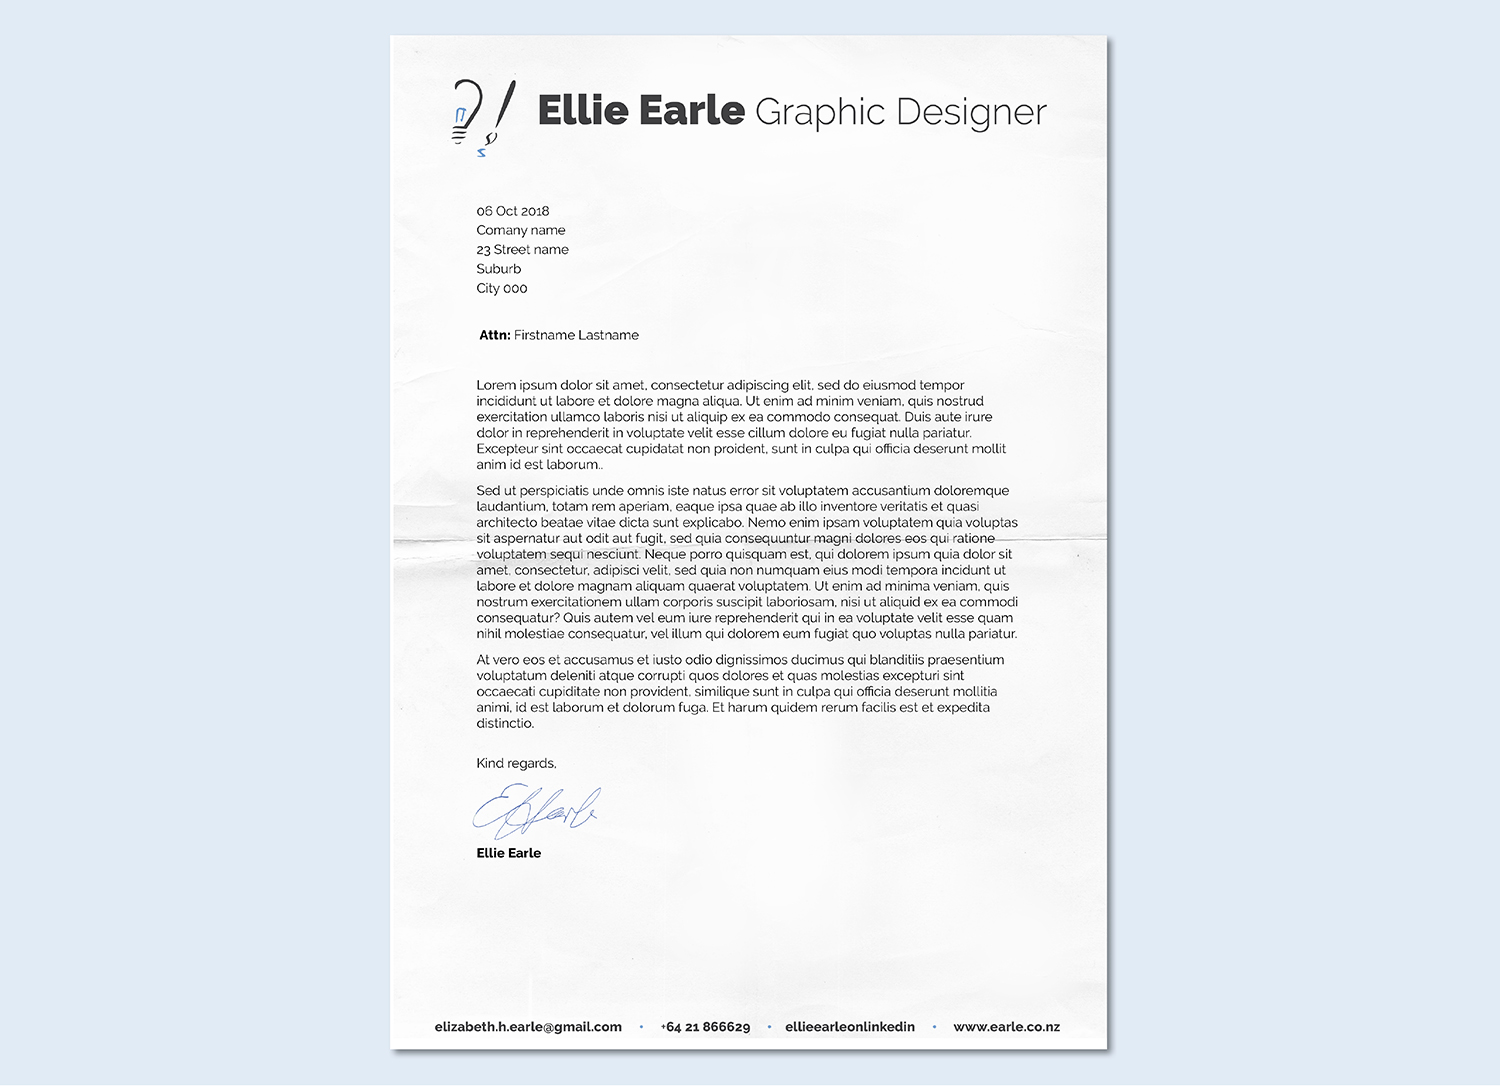 Ellie Earle Graphic Designer
06 Oct 2018
Comany name
23 Street name
Suburb
City 000
Attn: Firstname Lastname
Lorem ipsum dolor sit amet, consectetur adipiscing elit, sed do eiusmod tempor
incididunt ut labore et dolore magna aliqua. Ut enim ad minim veniam, quis nostrud
exercitation ullamco laboris nisi ut aliquip ex ea commodo consequat. Duis aute irure
dolor in reprehenderit in voluptate velit esse cillum dolore eu fugiat nulla pariatur.
Excepteur sint occaecat cupidatat non proident, sunt in culpa qui officia deserunt mollit
anim id est laborum..
Sed ut perspiciatis unde omnis iste natus error sit voluptatem accusantium doloremque
laudantium, totam rem aperiam, eaque ipsa quae ab illo inventore veritatis et quasi
architecto beatae vitae dicta sunt explicabo. Nemo enim ipsam voluptatem quia voluptas
sit aspernatur aut odit aut fugit, sed quia consequuntur magni dolores eos qui ratione
voluptatem sequi nesciunt. Neque porro quisquam est, qui dolorem ipsum quia dolor sit
amet, consectetur, adipisci velit, sed quia non numquam eius modi tempora incidunt ut
labore et dolore magnam aliquam quaerat voluptatem. Ut enim ad minima veniam, quis
nostrum exercitationem ullam corporis suscipit laboriosam, nisi ut aliquid ex ea commodi
consequatur? Quis autem vel eum iure reprehenderit qui in ea voluptate velit esse quam
nihil molestiae consequatur, vel illum qui dolorem eum fugiat quo voluptas nulla pariatur.
At vero eos et accusamus et iusto odio dignissimos ducimus qui blanditiis praesentium
voluptatum deleniti atque corrupti quos dolores et quas molestias excepturi sint
occaecati cupiditate non provident, similique sunt in culpa qui officia deserunt mollitia
animi, id est laborum et dolorum fuga. Et harum quidem rerum facilis est et expedita
distinctio.
Kind regards,
Ellie Earle
elizabeth.h.earle@gmail.com • +64 21 866629 • ellieearleonlinkedin • www.earle.co.nz